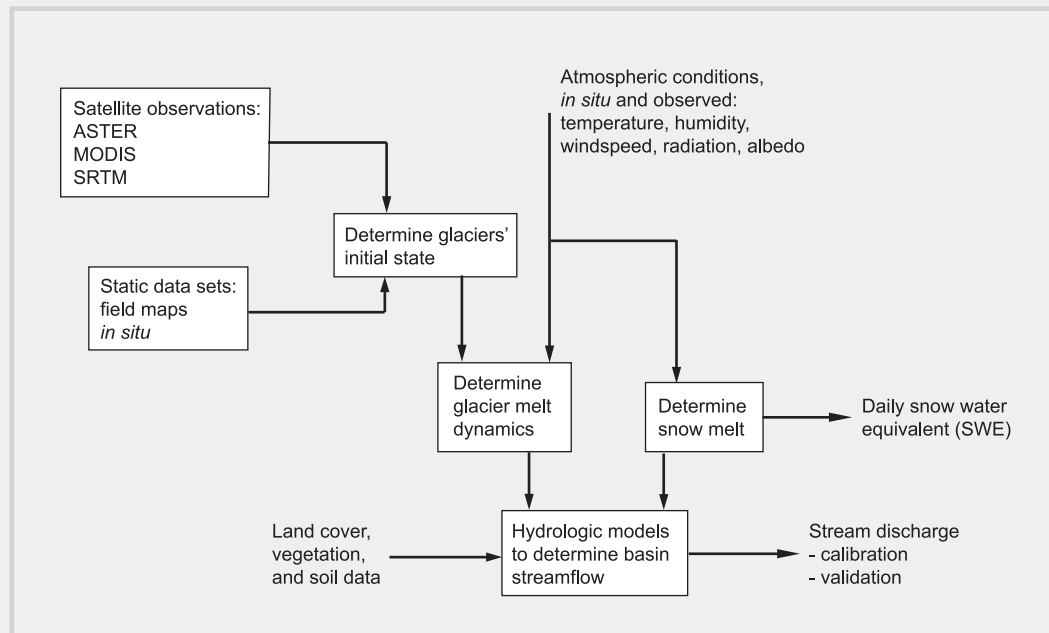 Satellite observations:
ASTER
MODIS
SRTM
Atmospheric conditions,
in situ and observed:
temperature, humidity,
windspeed, radiation, albedo
Determine glaciers'
initial state
Static data sets:
field maps
in situ
Determine
glacier melt
dynamics
Determine
snow melt
Daily snow water
equivalent (SWE)
Land cover,
vegetation,
and soil data
Hydrologic models
to determine basin
streamflow
Stream discharge
- calibration
- validation